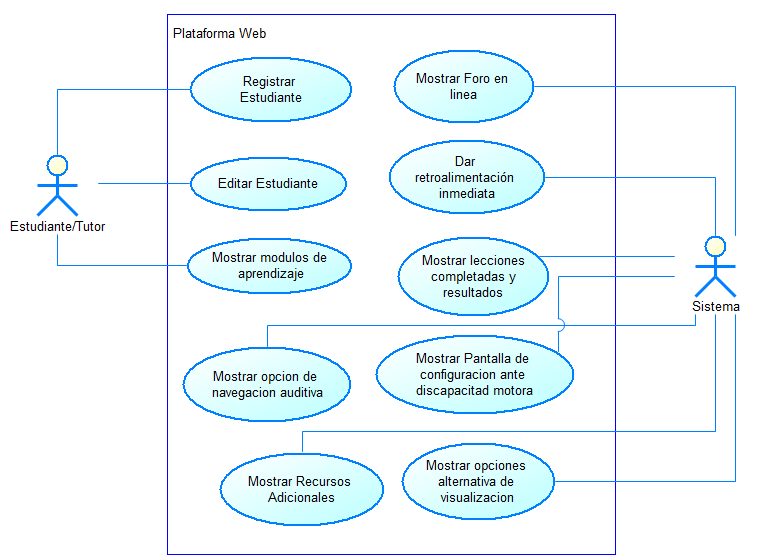 Plataforma Web
Registrar
Estudiante
Mostrar Foro en
linea
Editar Estudiante
Dar
retroalimentación
inmediata
Estudiante/Tutor
Mostrar modulos de
aprendizaje
Mostrar lecciones
completadas y
resultados
Sistema
Mostrar opcion de
navegacion auditiva
Mostrar Pantalla de
configuracion ante
discapacitad motora
Mostrar Recursos
Adicionales
Mostrar opciones
alternativa de
visualizacion